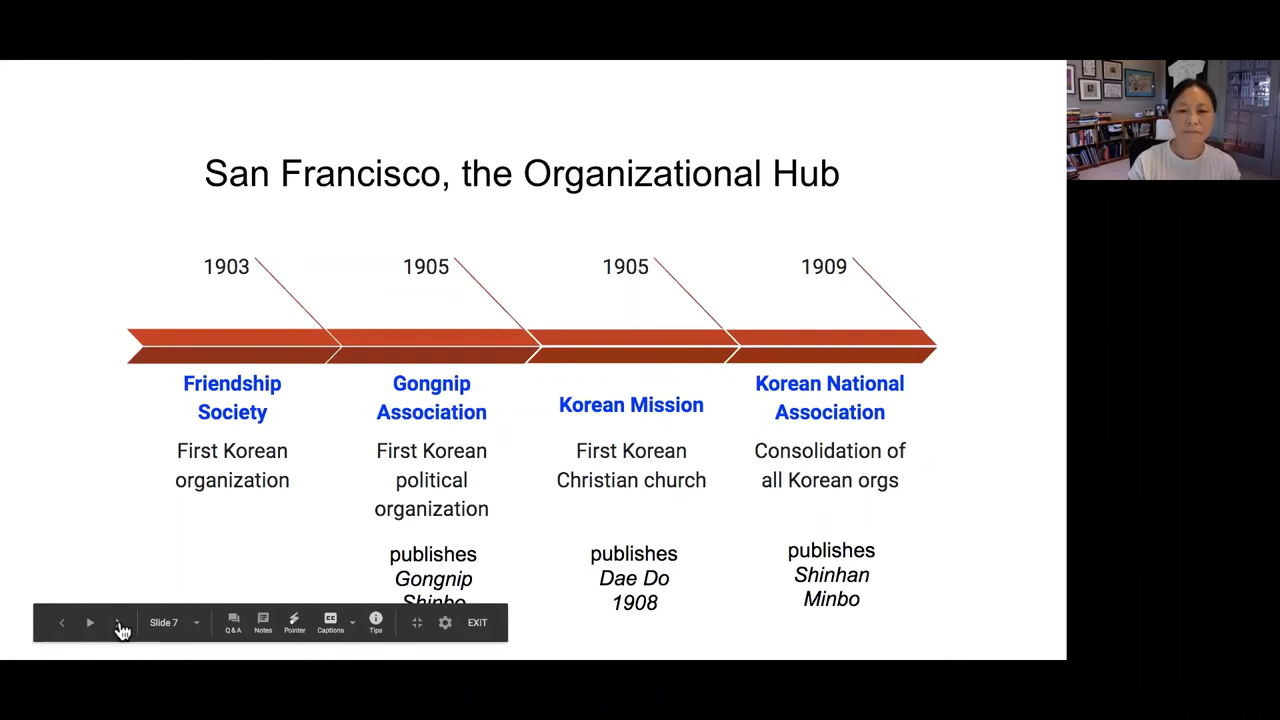 San Francisco, the Organizational Hub
1903
1905
1905
1909
Friendship
Society
First Korean
organization
Gongnip
Association
First Korean
political
organization
publishes
Gongnip
Shinbo
Korean Mission
First Korean
Christian church
publishes
Dae Do
1908
Korean National
Association
Consolidation of
all Korean orgs
publishes
Shinhan
Minbo
Slide 7
Q & A
Notes
Pointer
CC
Captions
Tips
EXIT